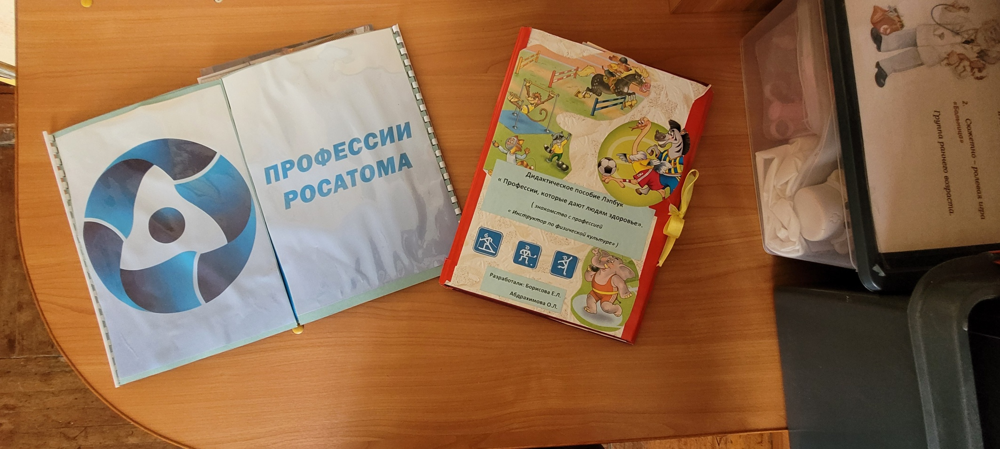 ПРОФЕССИИ
РОСАТОМА
Дидактическое пособие Лэпбук
« Профессии, которые дают людям здоровье».
( знакомство с профессией
« Инструктор по физической культуре» )
Разработали: Борисова Е.Л.
Абдрахимова О.Л.
2. Сюжетно – ролевая игра
«Больница»
Группа раннего возраста.